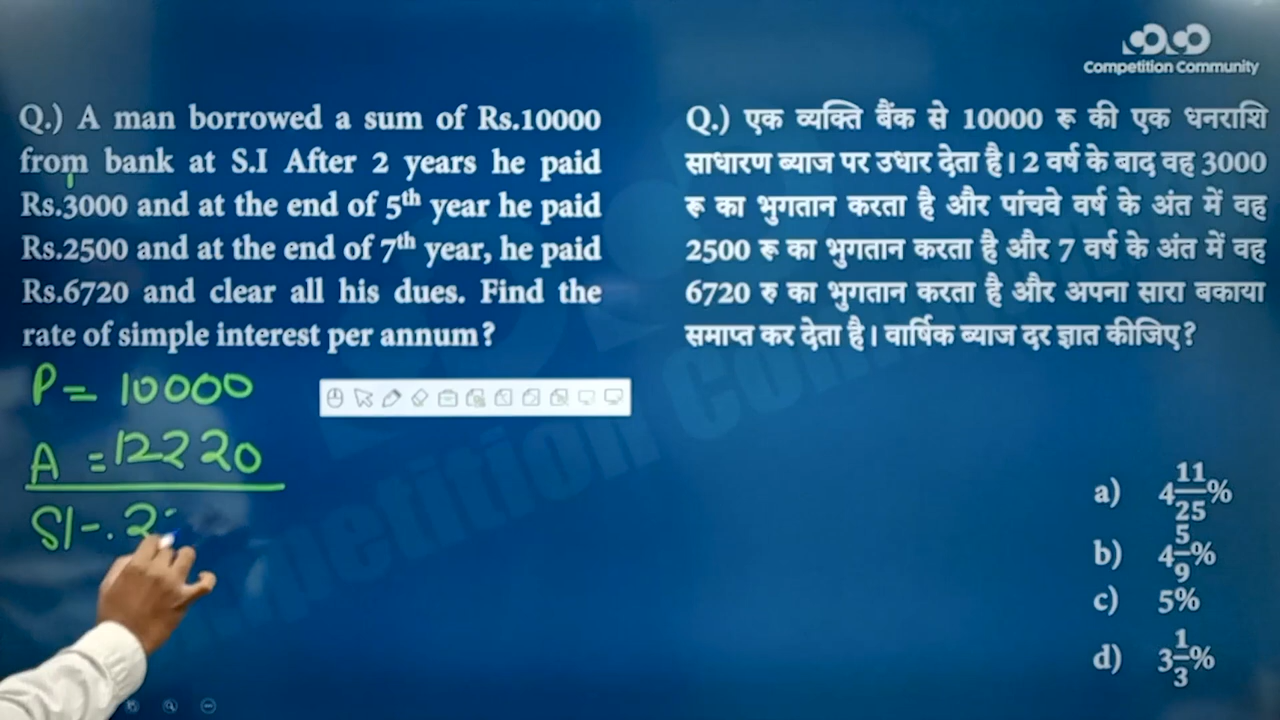 Competition Community
Q.) A man borrowed a sum of Rs.10000
from bank at S.I After 2 years he paid
Rs.3000 and at the end of 5th year he paid
Rs.2500 and at the end of 7th year, he paid
Rs.6720 and clear all his dues. Find the
rate of simple interest per annum?
Q.) एक व्यक्ति बैंक से 10000 रू की एक धनराशि
साधारण ब्याज पर उधार देता है। 2 वर्ष के बाद वह 3000
रू का भुगतान करता है और पांचवे वर्ष के अंत में वह
2500 रू का भुगतान करता है और 7 वर्ष के अंत में वह
6720 रु का भुगतान करता है और अपना सारा बकाया
समाप्त कर देता है। वार्षिक ब्याज दर ज्ञात कीजिए?
P = 10000
A = 12220
SI - . 2
a) 4 11/25 %
b) 4 5/9 %
c) 5%
d) 3 1/3 %